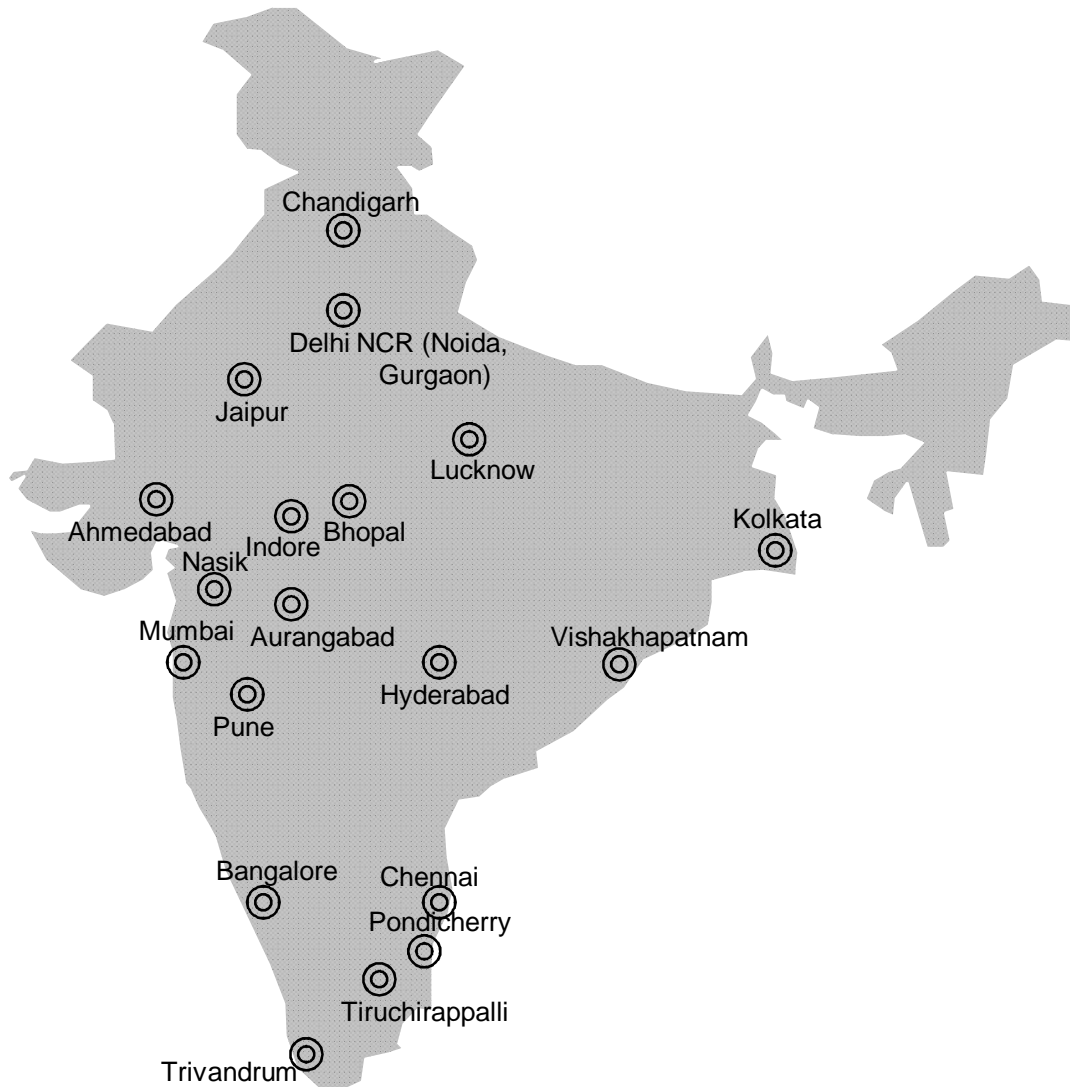 Chandigarh
Delhi NCR (Noida,
Gurgaon)
Jaipur
Lucknow
Ahmedabad
Bhopal
Indore
Kolkata
Nasik
Mumbai
Aurangabad
Vishakhapatnam
Hyderabad
Pune
Bangalore
Chennai
Pondicherry
Tiruchirappalli
Trivandrum